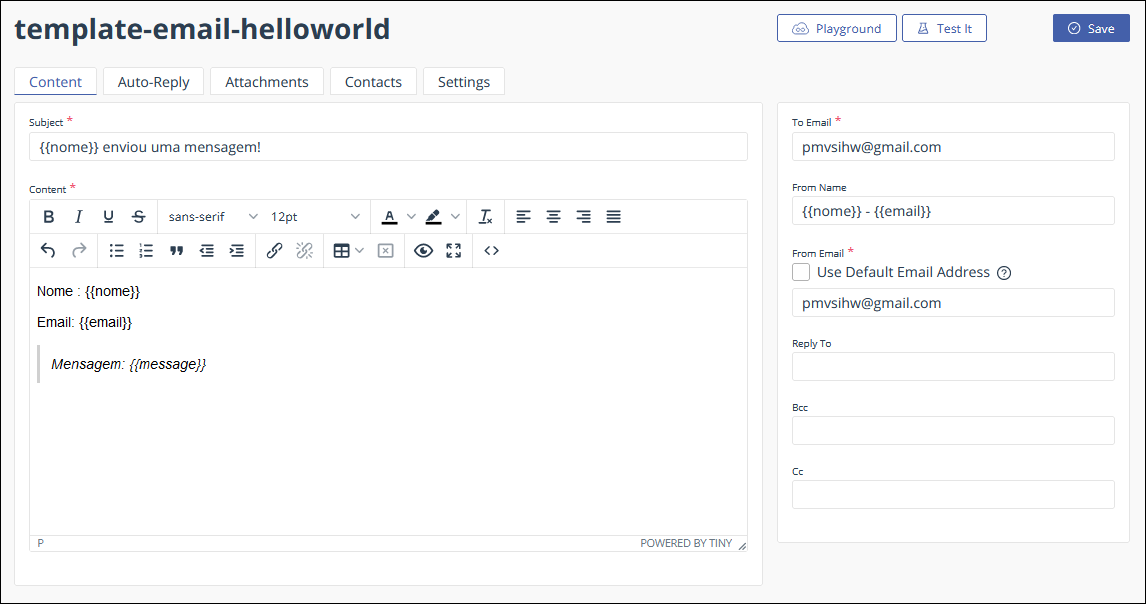 template-email-helloworld
Playground
Test It
Save
Content
Auto-Reply
Attachments
Contacts
Settings
Subject *
{{nome}} enviou uma mensagem!
Content *
B I U S sans-serif 12pt A
Nome : {{nome}}
Email: {{email}}
Mensagem: {{message}}
P
POWERED BY TINY
To Email *
pmvsihw@gmail.com
From Name
{{nome}} - {{email}}
From Email *
Use Default Email Address
pmvsihw@gmail.com
Reply To
Bcc
Cc